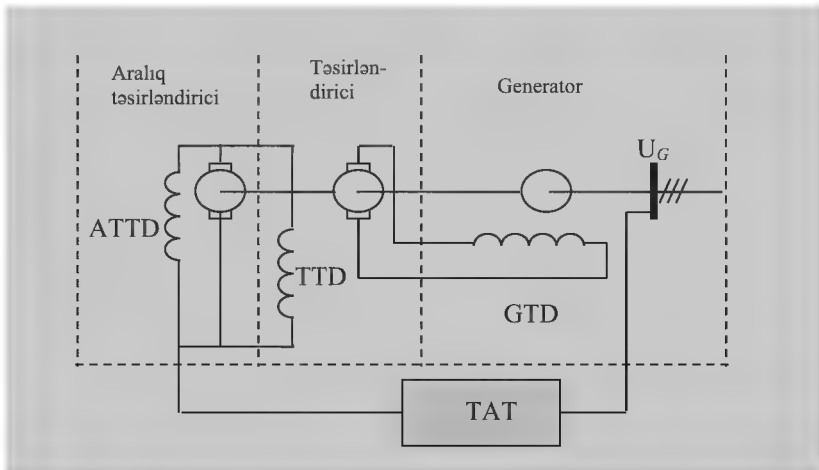 Aralıq
təsirləndirici
Təsirlən-
dirici
Generator
U_G
ATTD
TTD
GTD
TAT